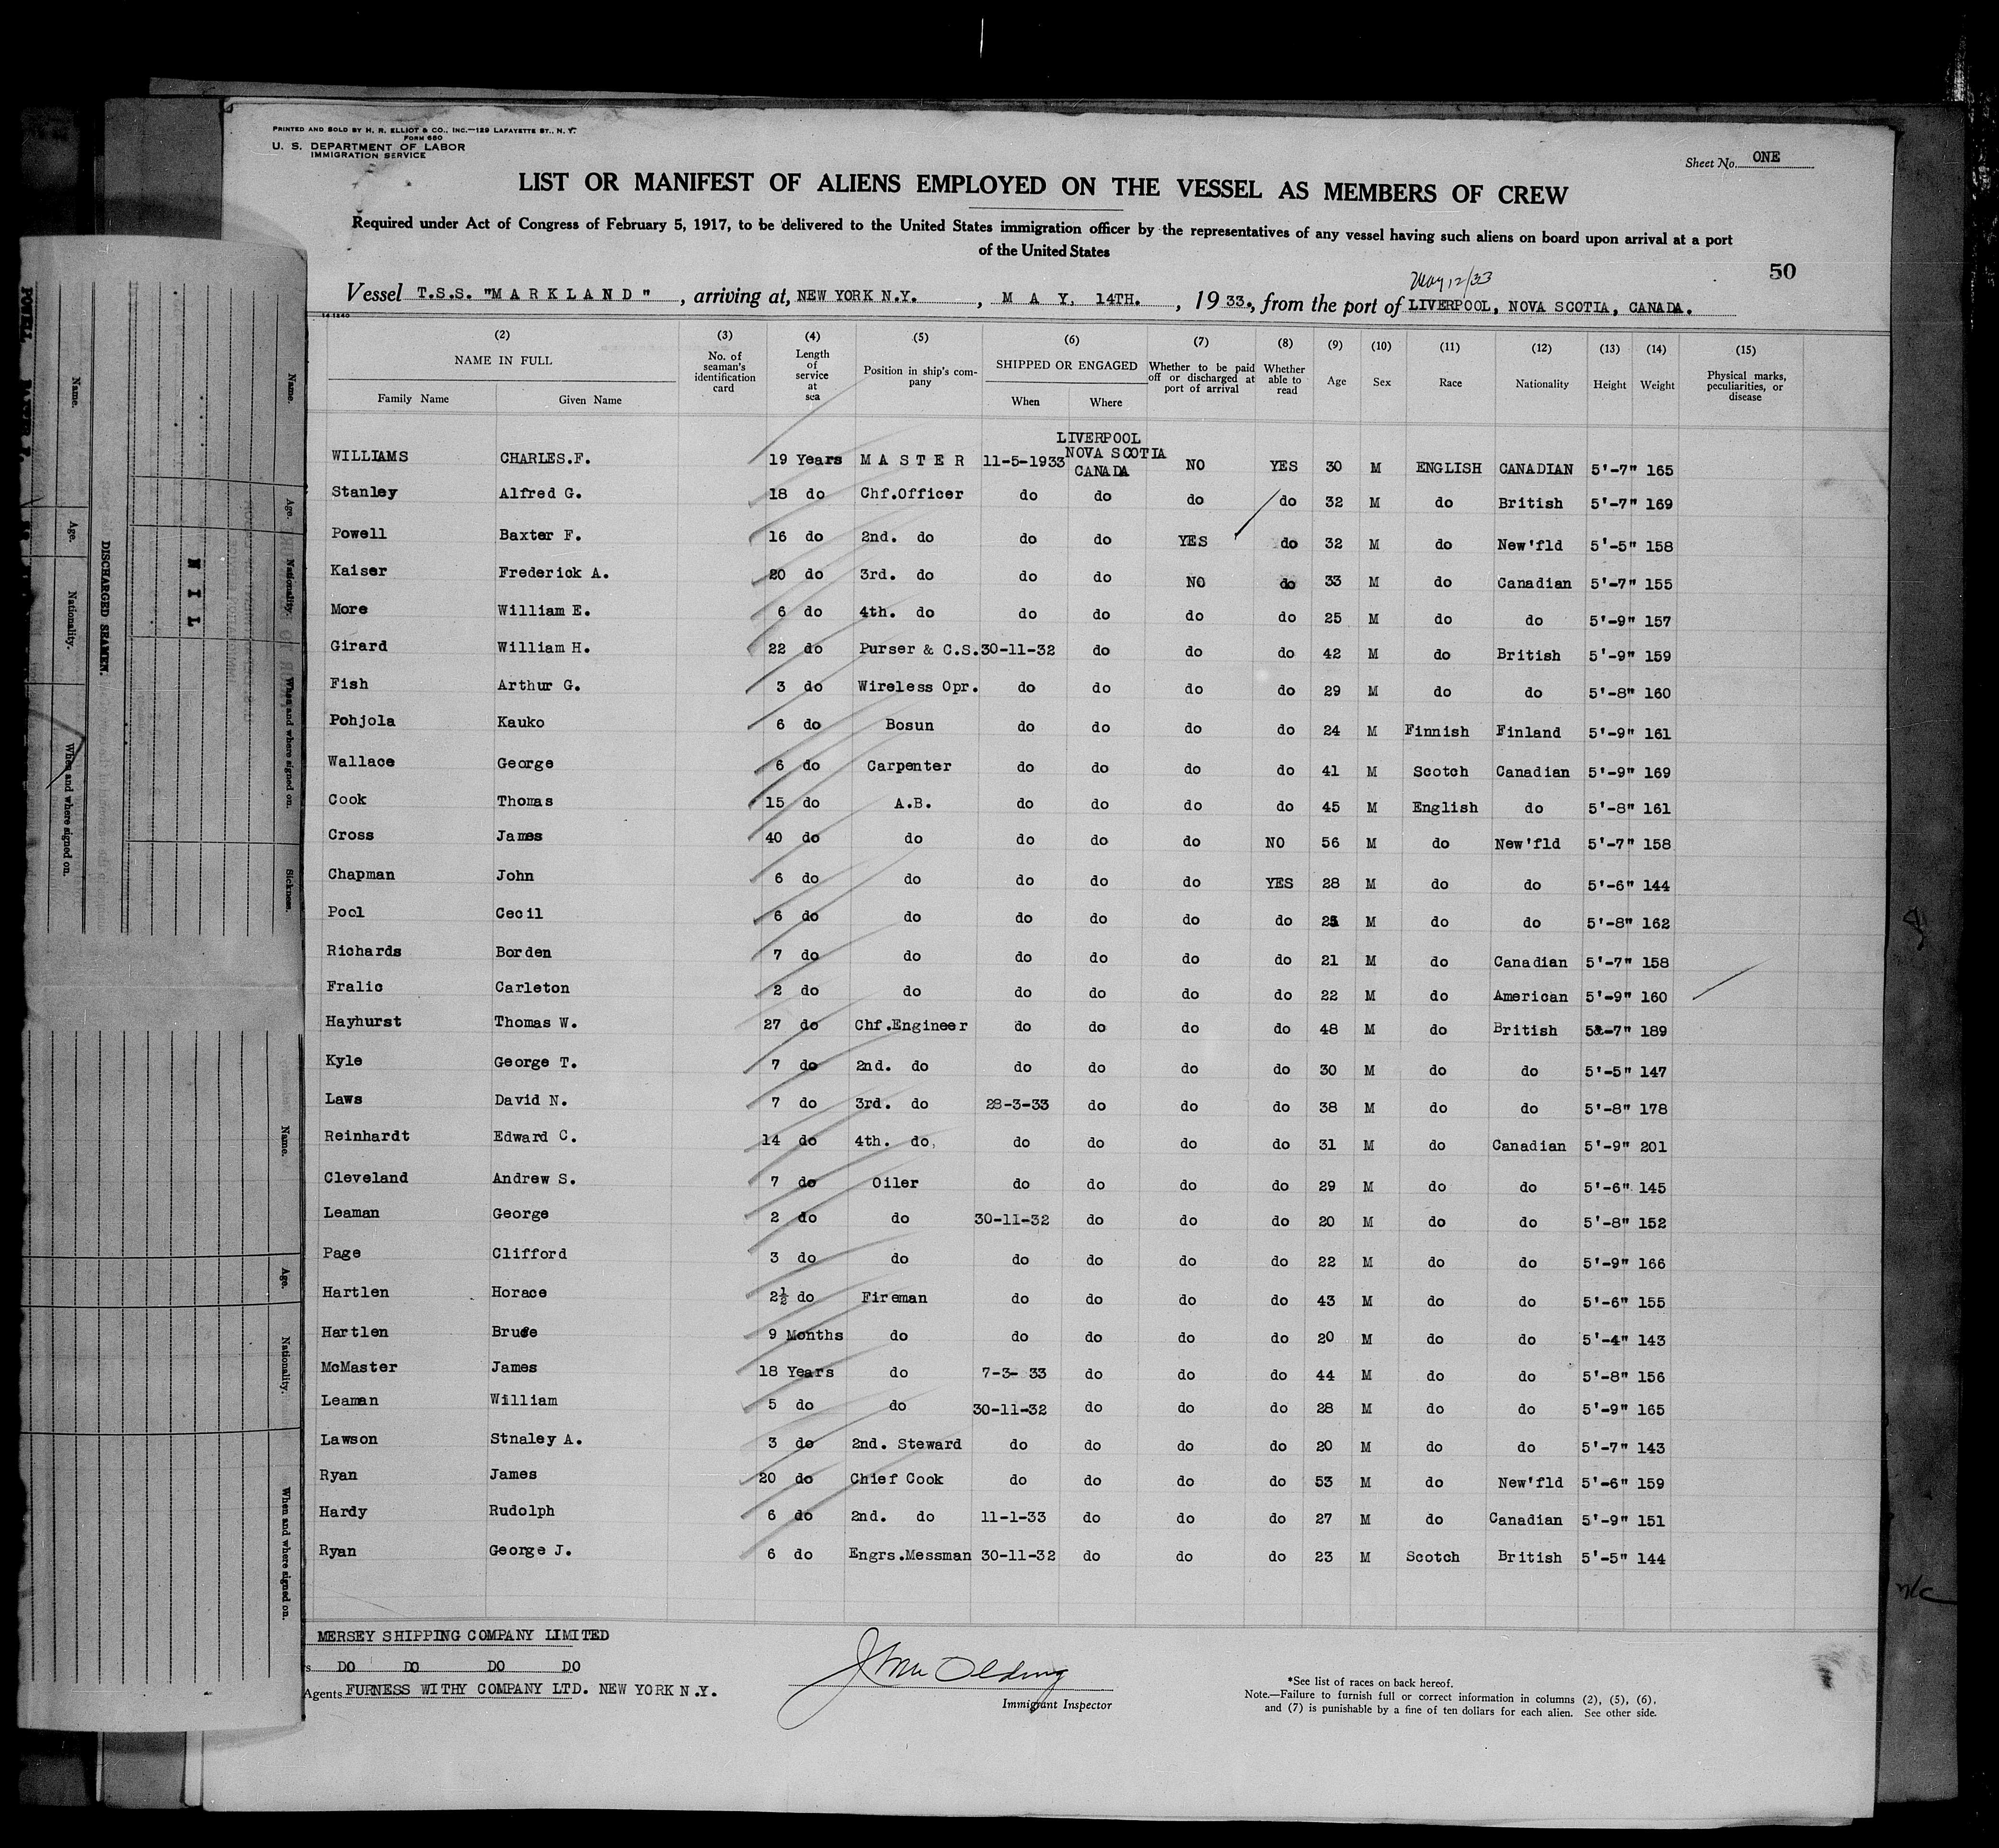 PRINTED AND SOLD BY H. R. ELLIOT & CO., INC.—129 LAFAYETTE ST., N. Y.
FORM 680
U. S. DEPARTMENT OF LABOR
IMMIGRATION SERVICE
Sheet No. ONE
LIST OR MANIFEST OF ALIENS EMPLOYED ON THE VESSEL AS MEMBERS OF CREW
Required under Act of Congress of February 5, 1917, to be delivered to the United States immigration officer by the representatives of any vessel having such aliens on board upon arrival at a port
of the United States
50
May 12/33
Vessel T.S.S. "MARKLAND", arriving at, NEW YORK N.Y., MAY, 14TH., 1933., from the port of LIVERPOOL, NOVA SCOTIA, CANADA.
14-1240
(2) NAME IN FULL Family Name Given Name
(3) No. of seaman's identification card
(4) Length of service at sea
(5) Position in ship's company
(6) SHIPPED OR ENGAGED When Where
(7) Whether to be paid off or discharged at port of arrival
(8) Whether able to read
(9) Age
(10) Sex
(11) Race
(12) Nationality
(13) Height
(14) Weight
(15) Physical marks, peculiarities, or disease
WILLIAMS CHARLES.F. 19 Years MASTER 11-5-1933 LIVERPOOL NOVA SCOTIA CANADA NO YES 30 M ENGLISH CANADIAN 5'-7" 165
Stanley Alfred G. 18 do Chf.Officer do do do do 32 M do British 5'-7" 169
Powell Baxter F. 16 do 2nd. do do do YES do 32 M do New'fld 5'-5" 158
Kaiser Frederick A. 20 do 3rd. do do do NO do 33 M do Canadian 5'-7" 155
More William E. 6 do 4th. do do do do do 25 M do do 5'-9" 157
Girard William H. 22 do Purser & C.S. 30-11-32 do do do 42 M do British 5'-9" 159
Fish Arthur G. 3 do Wireless Opr. do do do do 29 M do do 5'-8" 160
Pohjola Kauko 6 do Bosun do do do do 24 M Finnish Finland 5'-9" 161
Wallace George 6 do Carpenter do do do do 41 M Scotch Canadian 5'-9" 169
Cook Thomas 15 do A.B. do do do do 45 M English do 5'-8" 161
Cross James 40 do do do do do NO 56 M do New'fld 5'-7" 158
Chapman John 6 do do do do do YES 28 M do do 5'-6" 144
Pool Cecil 6 do do do do do do M do do 5'-8" 162
Richards Borden 7 do do do do do do 21 M do Canadian 5'-7" 158
Fralic Carleton 2 do do do do do do 22 M do American 5'-9" 160
Hayhurst Thomas W. 27 do Chf.Engineer do do do do 48 M do British 5&-7" 189
Kyle George T. 7 do 2nd. do do do do do 30 M do do 5'-5" 147
Laws David N. 7 do 3rd. do 28-3-33 do do do 38 M do do 5'-8" 178
Reinhardt Edward C. 14 do 4th. do, do do do do 31 M do Canadian 5'-9" 201
Cleveland Andrew S. 7 do Oiler do do do do 29 M do do 5'-6" 145
Leaman George 2 do do 30-11-32 do do do 20 M do do 5'-8" 152
Page Clifford 3 do do do do do do 22 M do do 5'-9" 166
Hartlen Horace 2½ do Fireman do do do do 43 M do do 5'-6" 155
Hartlen Bruce 9 Months do do do do do 20 M do do 5'-4" 143
McMaster James 18 Years do 7-3- 33 do do do 44 M do do 5'-8" 156
Leaman William 5 do do 30-11-32 do do do 28 M do do 5'-9" 165
Lawson Stnaley A. 3 do 2nd. Steward do do do do 20 M do do 5'-7" 143
Ryan James 20 do Chief Cook do do do do 53 M do New'fld 5'-6" 159
Hardy Rudolph 6 do 2nd. do 11-1-33 do do do 27 M do Canadian 5'-9" 151
Ryan George J. 6 do Engrs.Messman 30-11-32 do do do 23 M Scotch British 5'-5" 144
MERSEY SHIPPING COMPANY LIMITED
s DO DO DO DO
Agents FURNESS WITHY COMPANY LTD. NEW YORK N.Y.
Immigrant Inspector
*See list of races on back hereof.
Note.—Failure to furnish full or correct information in columns (2), (5), (6),
and (7) is punishable by a fine of ten dollars for each alien. See other side.
n/c
DISCHARGED SEAMEN.
Name. Age. Nationality. When and where signed on.
Name. Age. Nationality. When and where signed on. Sickness.
NIL
Name. Age. Nationality. When and where signed on.